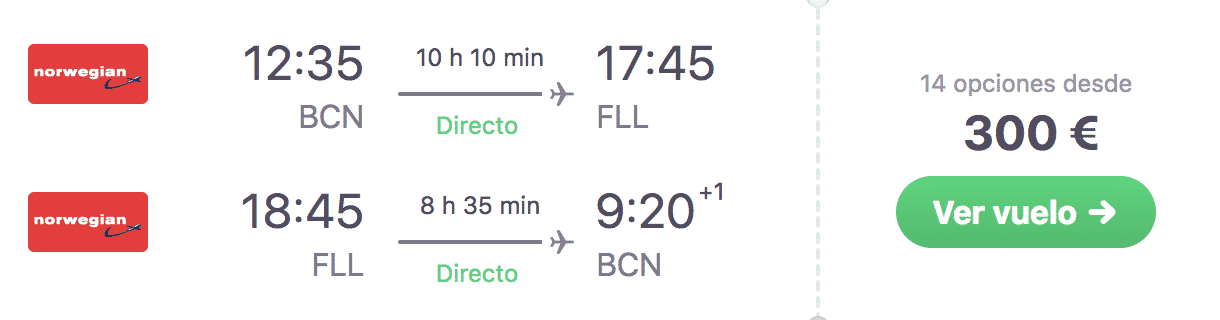 norwegian
12:35
10 h 10 min
17:45
BCN
Directo
FLL
norwegian
18:45
8 h 35 min
9:20 +1
FLL
Directo
BCN
14 opciones desde
300 €
Ver vuelo →